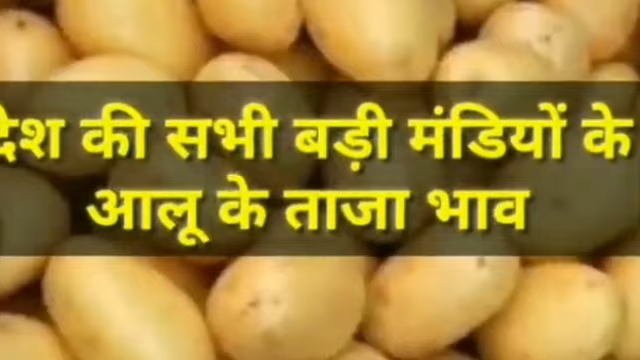 देश की सभी बड़ी मंडियों के
आलू के ताजा भाव